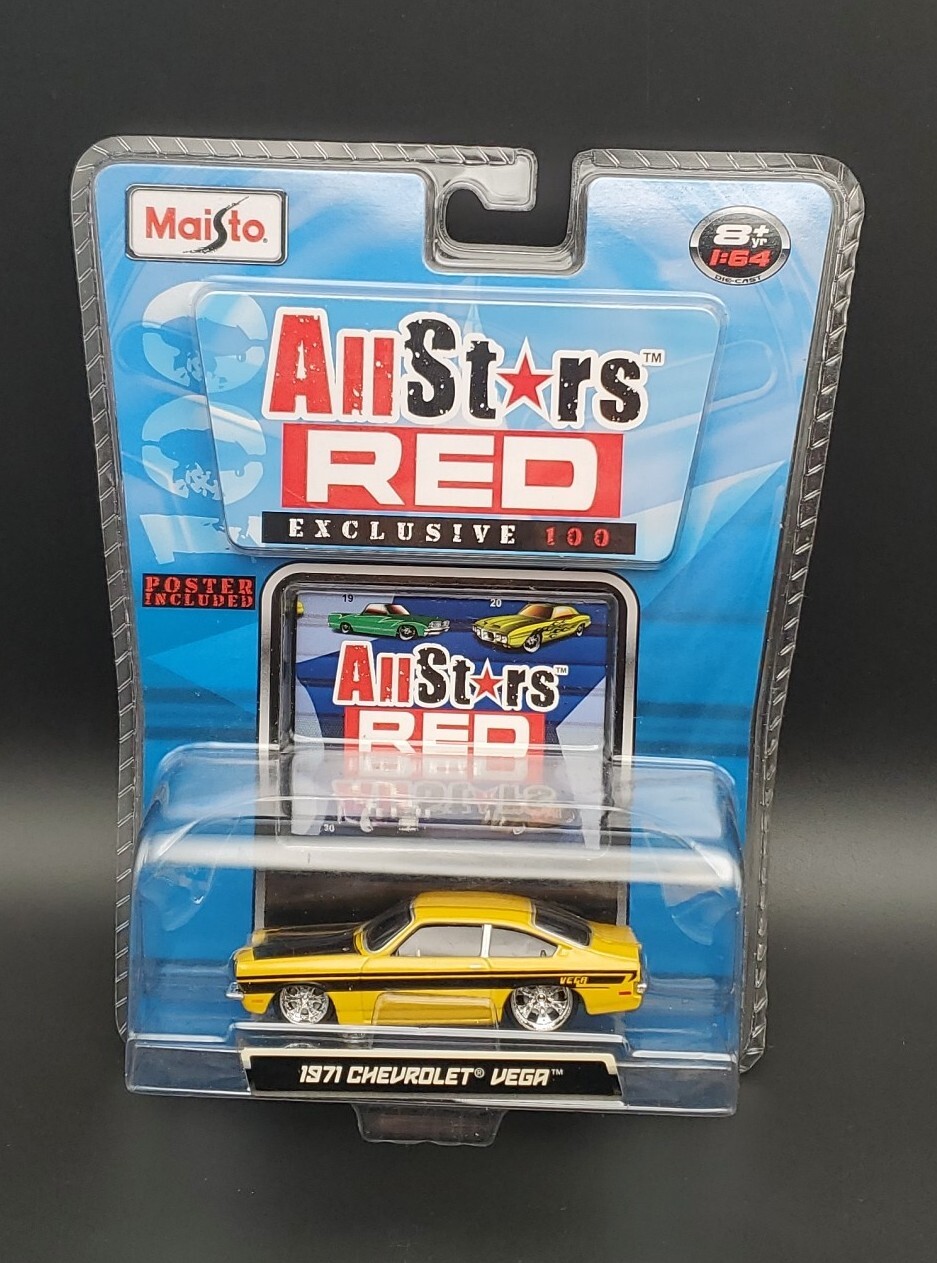 Maisto®
8+
yr
1:64
DIE-CAST
AllStars™
RED
EXCLUSIVE 100
POSTER
INCLUDED
19
20
AllStars™
RED
30
VEGA
1971 CHEVROLET® VEGA™